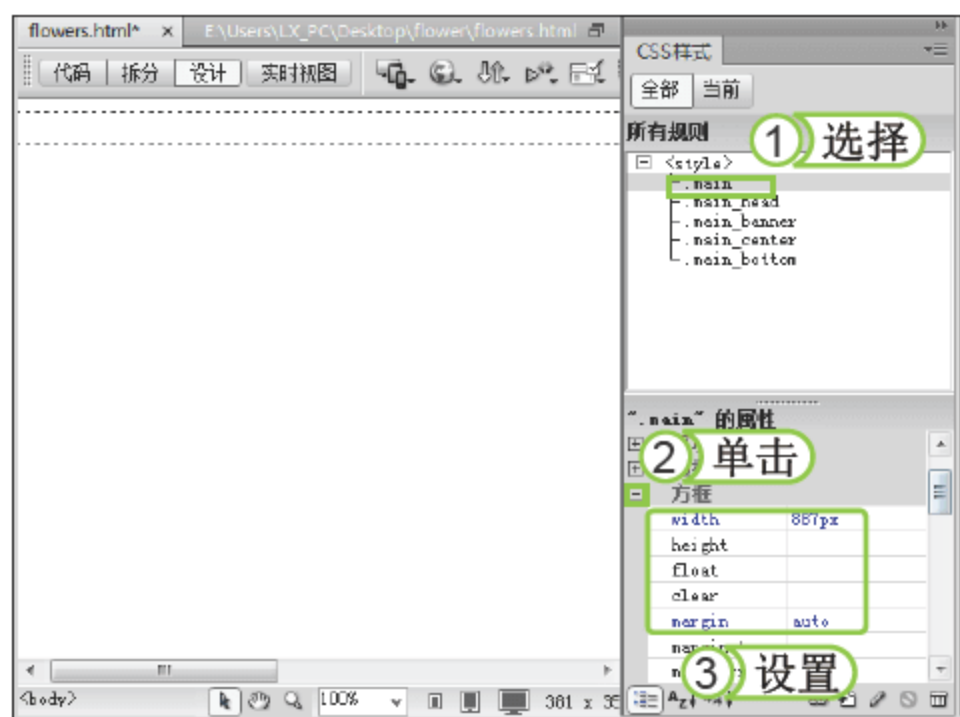 flowers.html* × E:\Users\LX_PC\Desktop\flower\flowers.html
代码 拆分 设计 实时视图
CSS样式
全部 当前
所有规则
① 选择
<style>
.main
.main_head
.main_banner
.main_center
.main_bottom
".main" 的属性
② 单击
方框
width 887px
height
float
clear
margin auto
③ 设置
<body> 100% 381 x 35